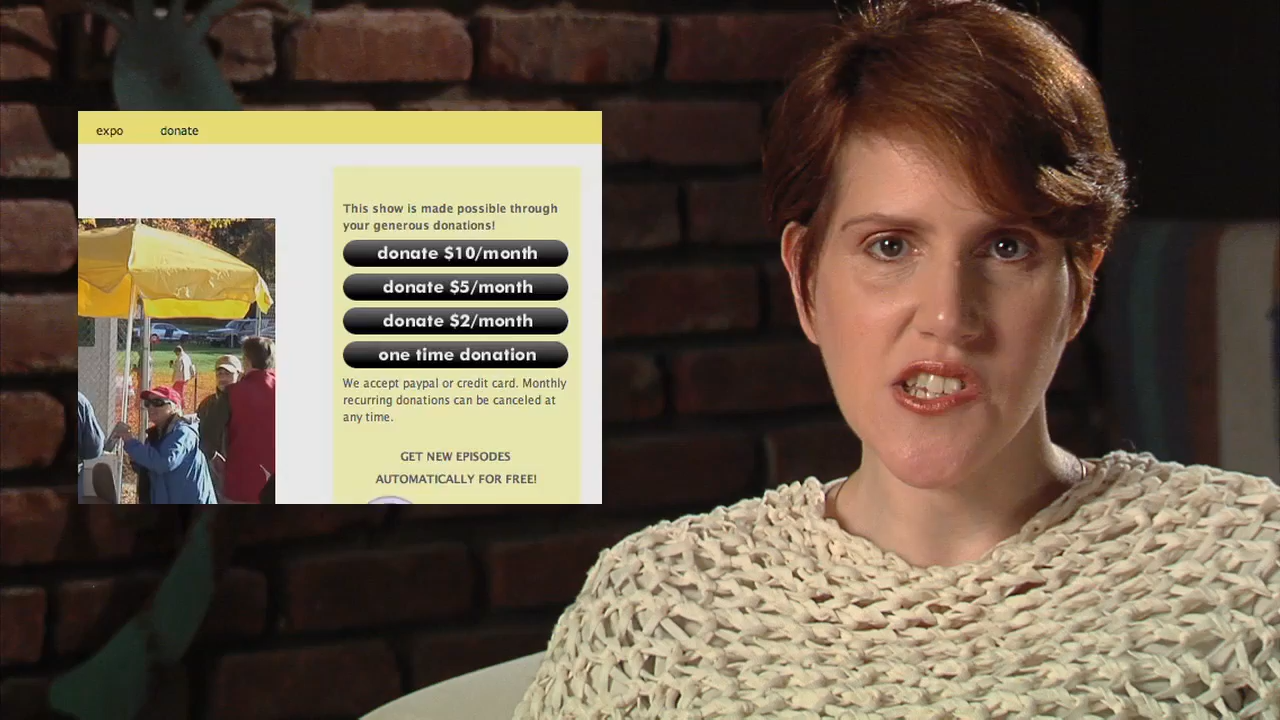 expo donate
This show is made possible through
your generous donations!
donate $10/month
donate $5/month
donate $2/month
one time donation
We accept paypal or credit card. Monthly
recurring donations can be canceled at
any time.
GET NEW EPISODES
AUTOMATICALLY FOR FREE!